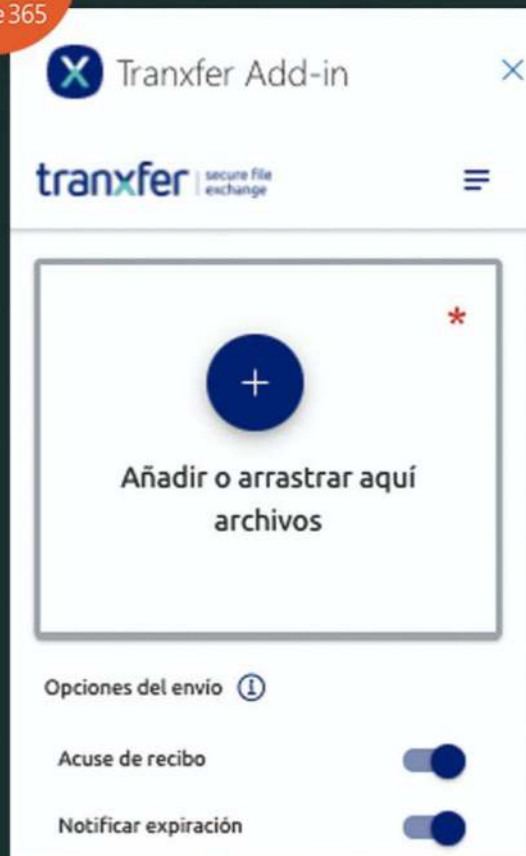 365
Tranxfer Add-in
tranxfer | secure file
exchange
*
+
Añadir o arrastrar aquí
archivos
Opciones del envío
Acuse de recibo
Notificar expiración